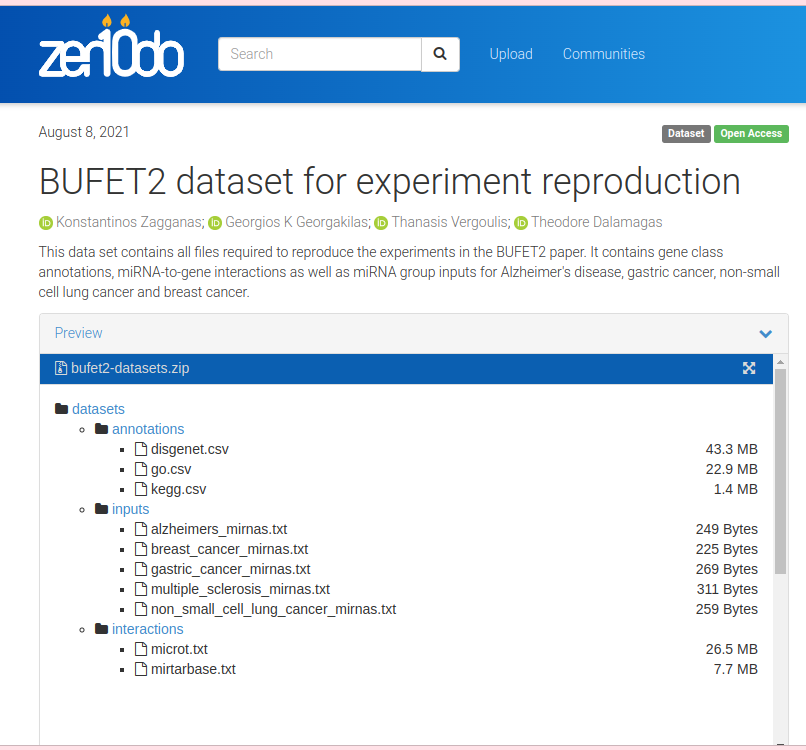 zen10do
Search
Upload
Communities
August 8, 2021
Dataset
Open Access
BUFET2 dataset for experiment reproduction
iD Konstantinos Zagganas; iD Georgios K Georgakilas; iD Thanasis Vergoulis; iD Theodore Dalamagas
This data set contains all files required to reproduce the experiments in the BUFET2 paper. It contains gene class
annotations, miRNA-to-gene interactions as well as miRNA group inputs for Alzheimer's disease, gastric cancer, non-small
cell lung cancer and breast cancer.
Preview
bufet2-datasets.zip
datasets
annotations
disgenet.csv 43.3 MB
go.csv 22.9 MB
kegg.csv 1.4 MB
inputs
alzheimers_mirnas.txt 249 Bytes
breast_cancer_mirnas.txt 225 Bytes
gastric_cancer_mirnas.txt 269 Bytes
multiple_sclerosis_mirnas.txt 311 Bytes
non_small_cell_lung_cancer_mirnas.txt 259 Bytes
interactions
microt.txt 26.5 MB
mirtarbase.txt 7.7 MB